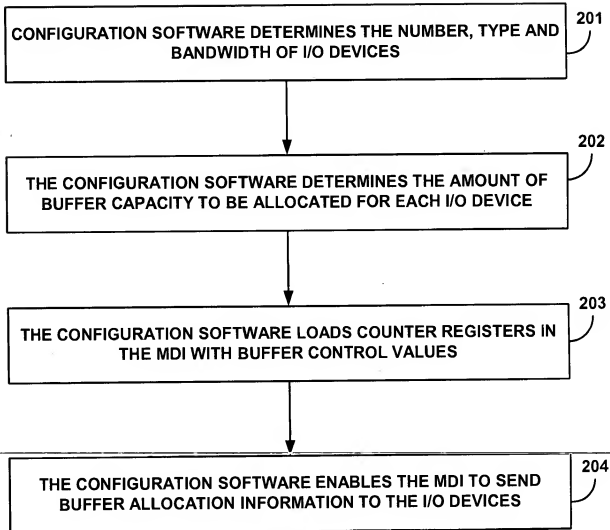 CONFIGURATION SOFTWARE DETERMINES THE NUMBER, TYPE AND
BANDWIDTH OF I/O DEVICES
201
THE CONFIGURATION SOFTWARE DETERMINES THE AMOUNT OF
BUFFER CAPACITY TO BE ALLOCATED FOR EACH I/O DEVICE
202
THE CONFIGURATION SOFTWARE LOADS COUNTER REGISTERS IN
THE MDI WITH BUFFER CONTROL VALUES
203
THE CONFIGURATION SOFTWARE ENABLES THE MDI TO SEND
BUFFER ALLOCATION INFORMATION TO THE I/O DEVICES
204